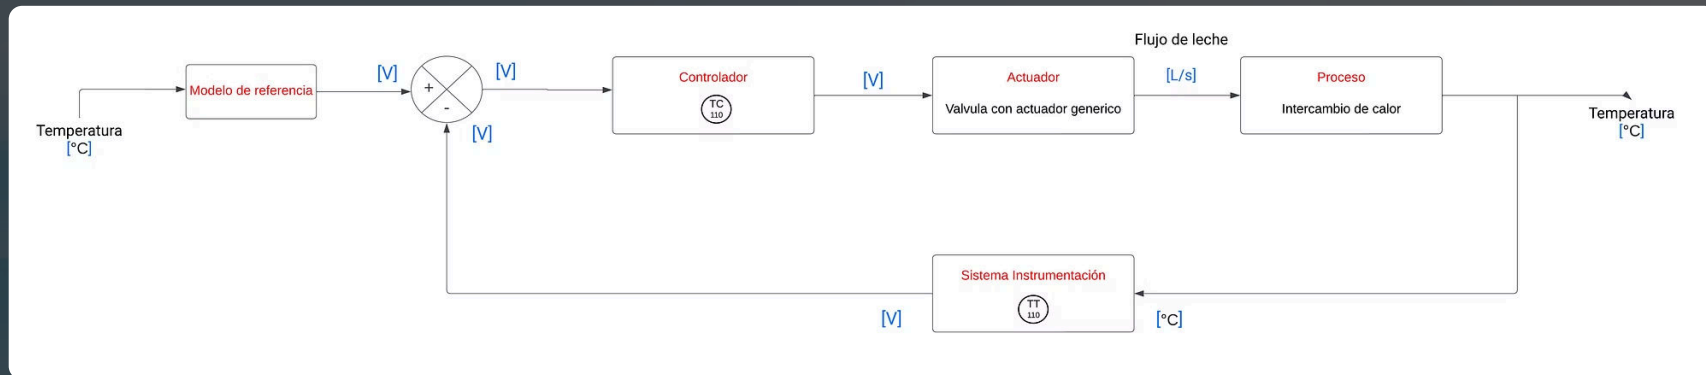 Flujo de leche
[V]
[V]
[V]
[L/s]
Modelo de referencia
+
-
Controlador
TC
110
Actuador
Valvula con actuador generico
Proceso
Intercambio de calor
Temperatura
[°C]
[V]
Temperatura
[°C]
Sistema Instrumentación
TT
110
[V]
[°C]